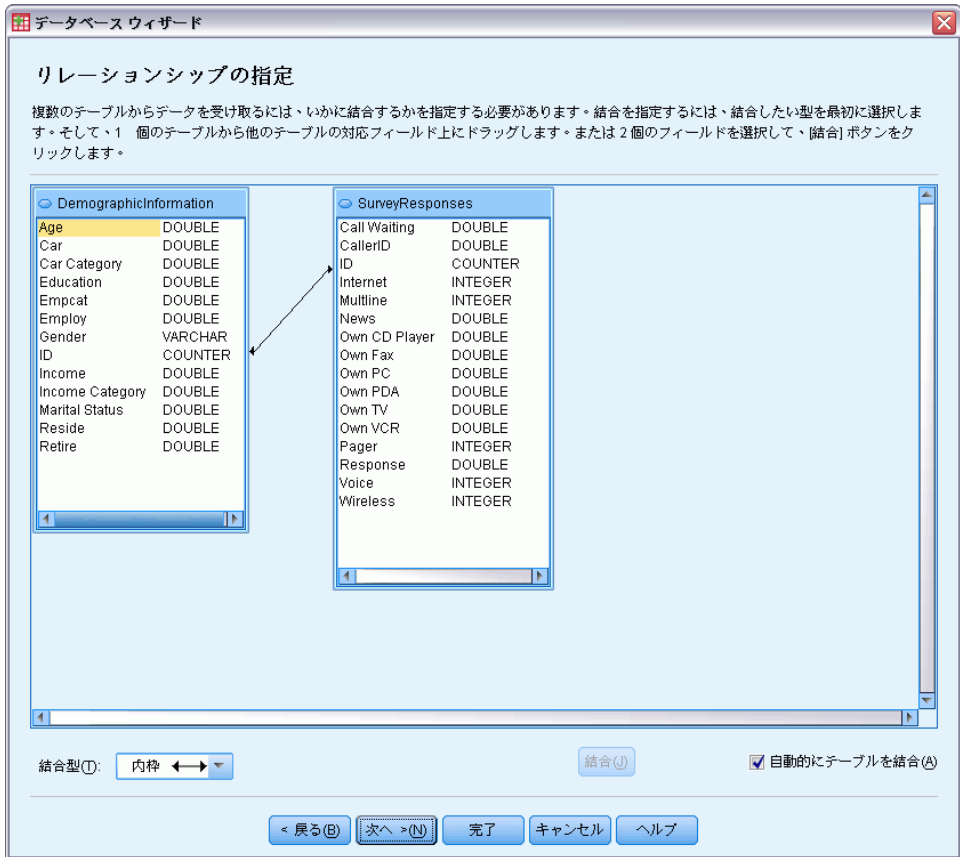 データベース ウィザード
リレーションシップの指定
複数のテーブルからデータを受け取るには、いかに結合するかを指定する必要があります。結合を指定するには、結合したい型を最初に選択しま
す。そして、1 個のテーブルから他のテーブルの対応フィールド上にドラッグします。または 2 個のフィールドを選択して、[結合] ボタンをク
リックします。
DemographicInformation
Age DOUBLE
Car DOUBLE
Car Category DOUBLE
Education DOUBLE
Empcat DOUBLE
Employ DOUBLE
Gender VARCHAR
ID COUNTER
Income DOUBLE
Income Category DOUBLE
Marital Status DOUBLE
Reside DOUBLE
Retire DOUBLE
SurveyResponses
Call Waiting DOUBLE
CallerID DOUBLE
ID COUNTER
Internet INTEGER
Multline INTEGER
News DOUBLE
Own CD Player DOUBLE
Own Fax DOUBLE
Own PC DOUBLE
Own PDA DOUBLE
Own TV DOUBLE
Own VCR DOUBLE
Pager INTEGER
Response DOUBLE
Voice INTEGER
Wireless INTEGER
結合型(T): 内枠 結合(J) 自動的にテーブルを結合(A)
< 戻る(B) 次へ >(N) 完了 キャンセル ヘルプ